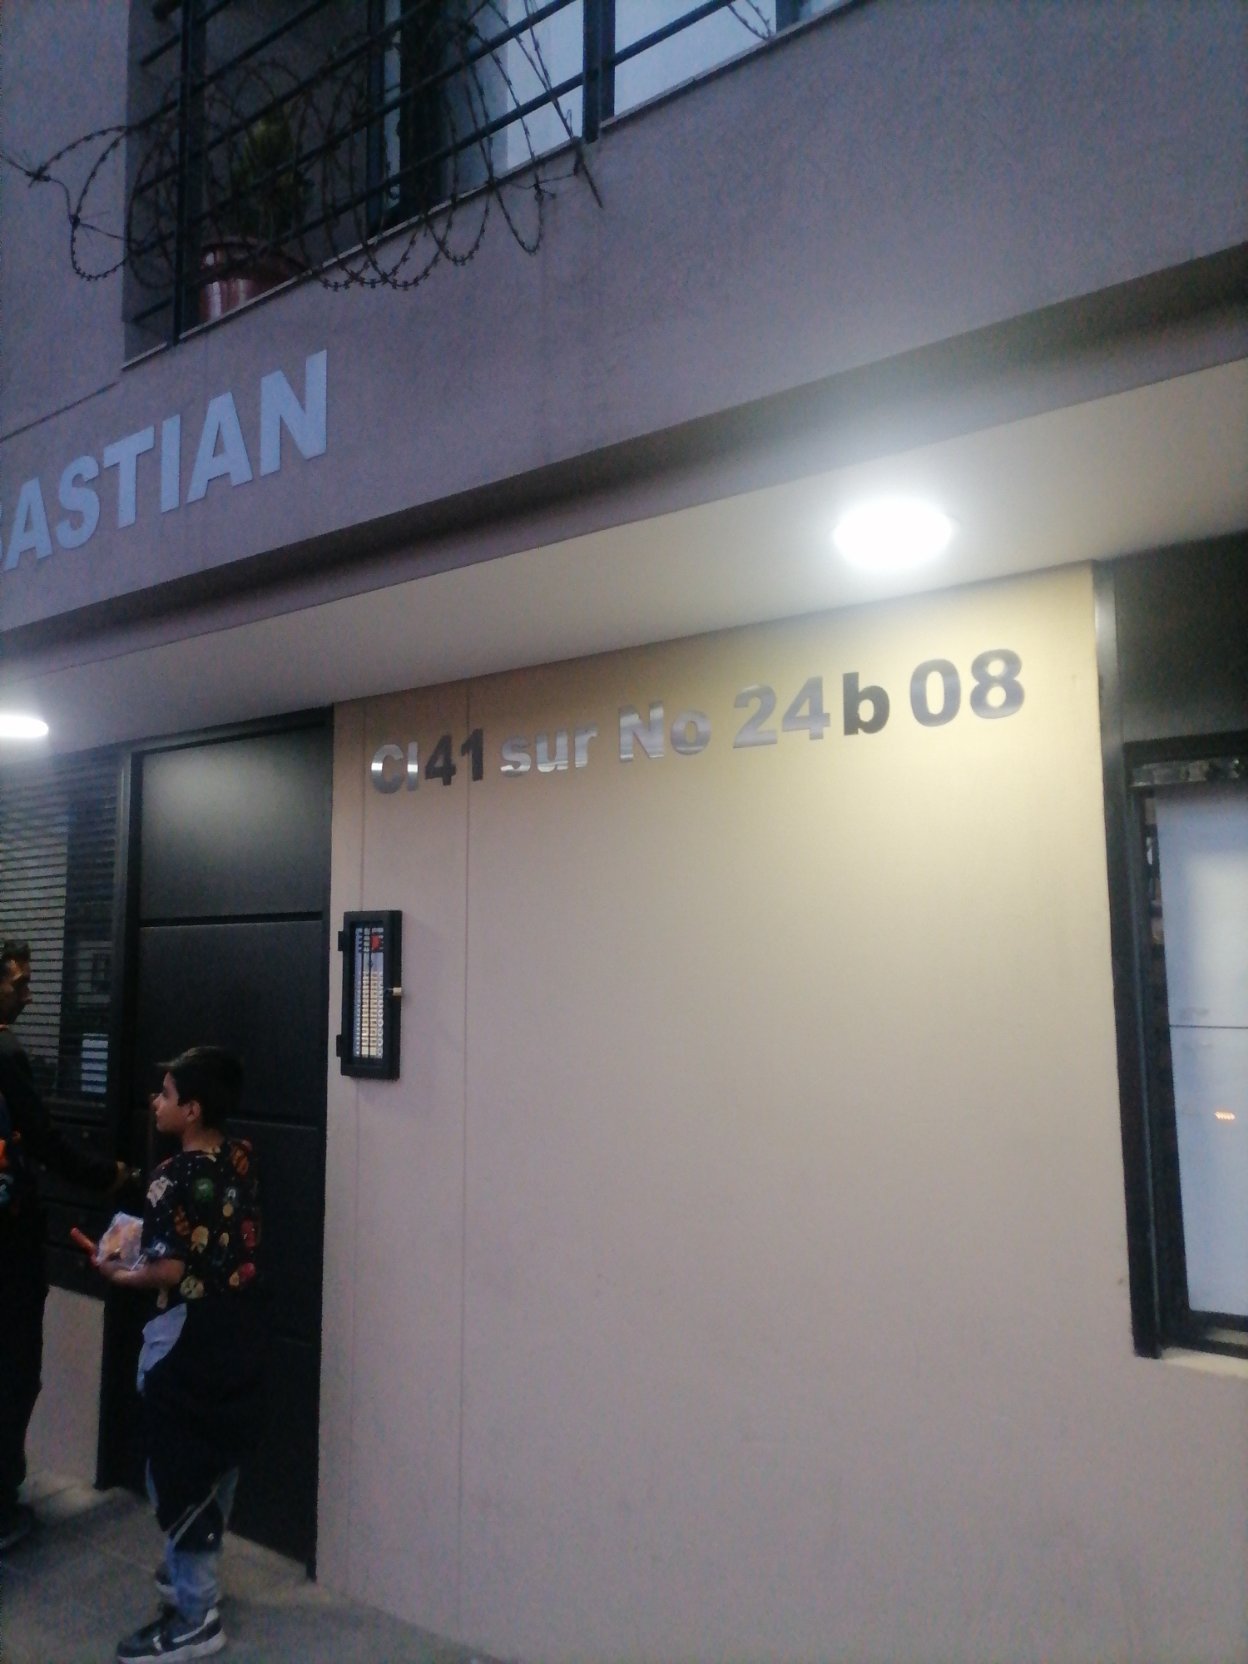 BASTIAN
Cl 41 sur No 24b 08